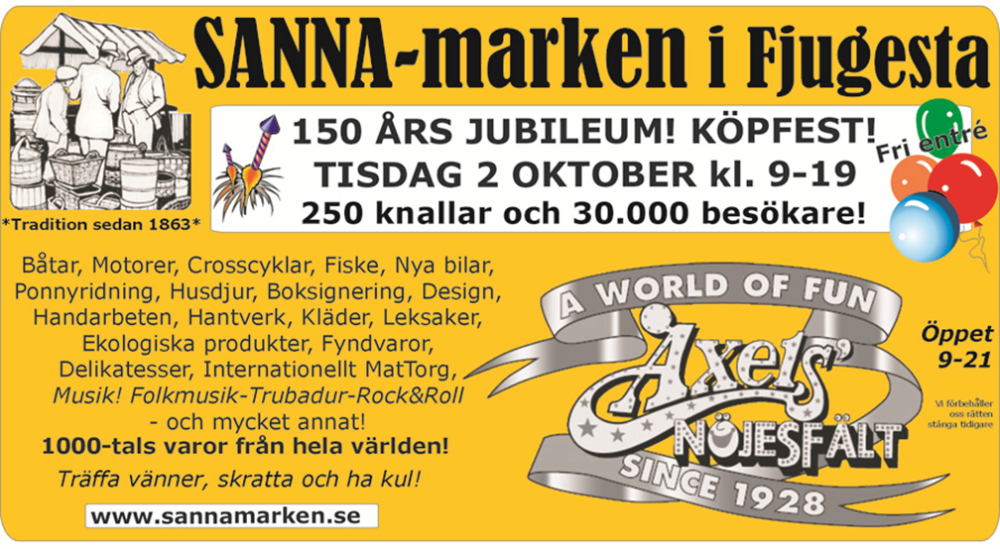 SANNA-marken i Fjugesta
150 ÅRS JUBILEUM! KÖPFEST!
TISDAG 2 OKTOBER kl. 9-19
250 knallar och 30.000 besökare!
Fri entré
*Tradition sedan 1863*
Båtar, Motorer, Crosscyklar, Fiske, Nya bilar,
Ponnyridning, Husdjur, Boksignering, Design,
Handarbeten, Hantverk, Kläder, Leksaker,
Ekologiska produkter, Fyndvaror,
Delikatesser, Internationellt MatTorg,
Musik! Folkmusik-Trubadur-Rock&Roll
- och mycket annat!
1000-tals varor från hela världen!
Träffa vänner, skratta och ha kul!
www.sannamarken.se
A WORLD OF FUN
Axels'
NÖJESFÄLT
SINCE 1928
Öppet
9-21
Vi förbehåller
oss rätten
stänga tidigare